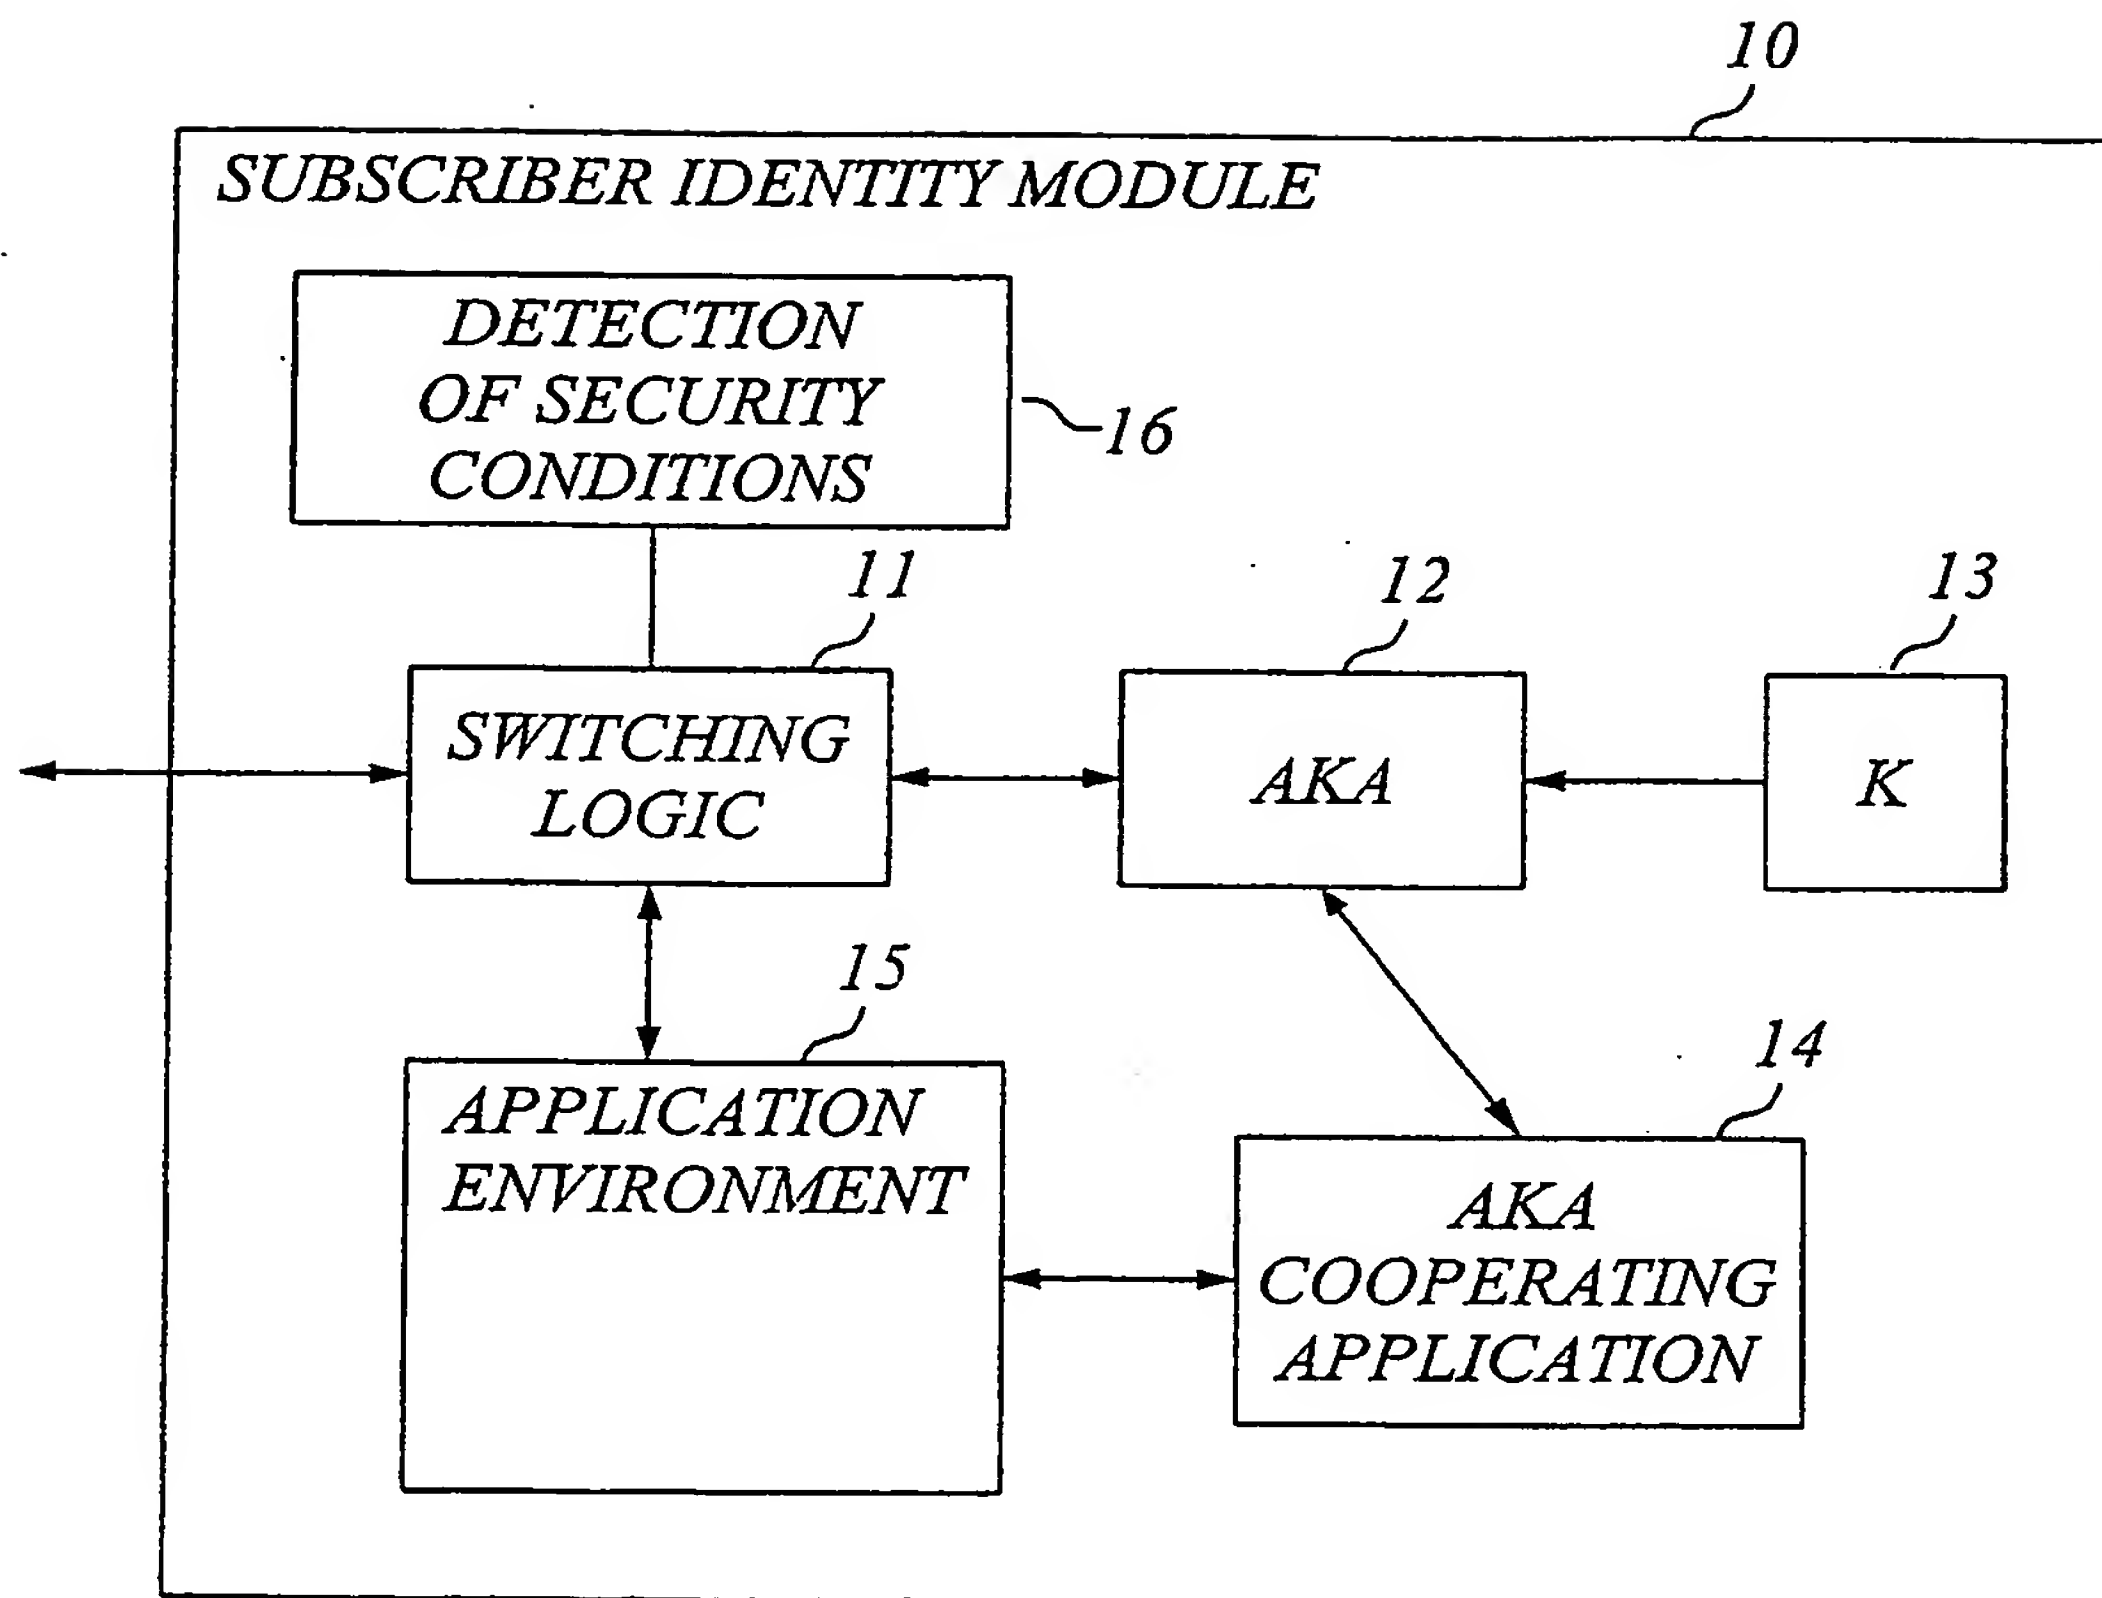 10
SUBSCRIBER IDENTITY MODULE
DETECTION
OF SECURITY
CONDITIONS
16
11
12
13
SWITCHING
LOGIC
AKA
K
15
14
APPLICATION
ENVIRONMENT
AKA
COOPERATING
APPLICATION